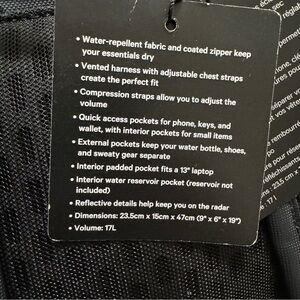 • Water-repellent fabric and coated zipper keep
your essentials dry
• Vented harness with adjustable chest straps
create the perfect fit
• Compression straps allow you to adjust the
volume
• Quick access pockets for phone, keys, and
wallet, with interior pockets for small items
• External pockets keep your water bottle, shoes,
and sweaty gear separate
• Interior padded pocket fits a 13" laptop
• Interior water reservoir pocket (reservoir not
included)
• Reflective details help keep you on the radar
• Dimensions: 23.5cm x 15cm x 47cm (9" x 6" x 19")
• Volume: 17L
sec